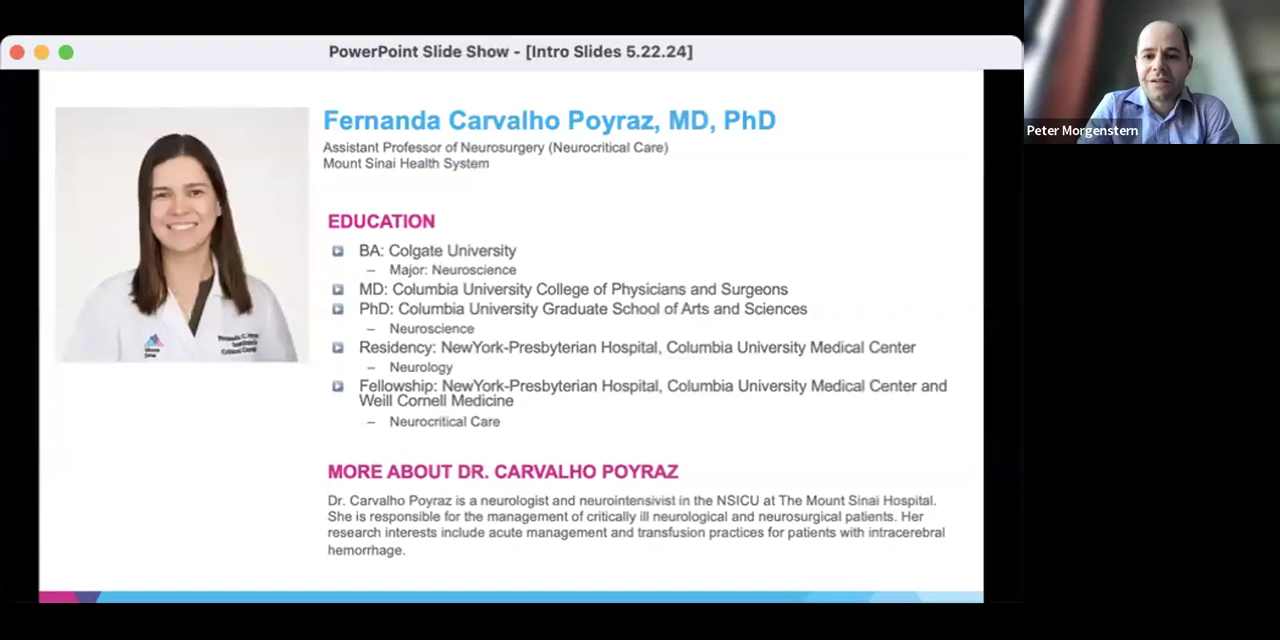 PowerPoint Slide Show - [Intro Slides 5.22.24]
Peter Morgenstern
Fernanda Carvalho Poyraz, MD, PhD
Assistant Professor of Neurosurgery (Neurocritical Care)
Mount Sinai Health System
EDUCATION
BA: Colgate University
– Major: Neuroscience
MD: Columbia University College of Physicians and Surgeons
PhD: Columbia University Graduate School of Arts and Sciences
– Neuroscience
Residency: NewYork-Presbyterian Hospital, Columbia University Medical Center
– Neurology
Fellowship: NewYork-Presbyterian Hospital, Columbia University Medical Center and
Weill Cornell Medicine
– Neurocritical Care
MORE ABOUT DR. CARVALHO POYRAZ
Dr. Carvalho Poyraz is a neurologist and neurointensivist in the NSICU at The Mount Sinai Hospital.
She is responsible for the management of critically ill neurological and neurosurgical patients. Her
research interests include acute management and transfusion practices for patients with intracerebral
hemorrhage.